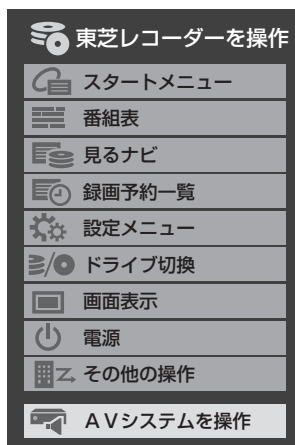 東芝レコーダーを操作
スタートメニュー
番組表
見るナビ
録画予約一覧
設定メニュー
ドライブ切換
画面表示
電源
その他の操作
AVシステムを操作